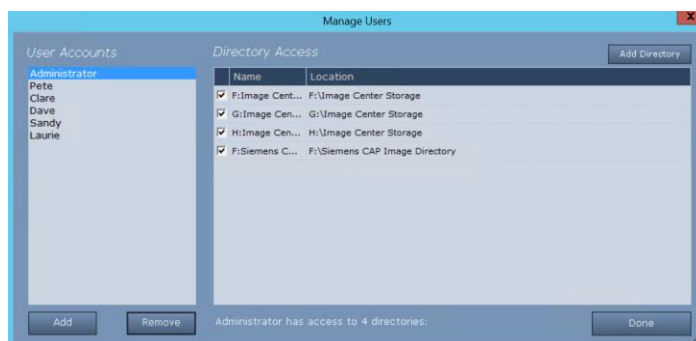 Manage Users
X
User Accounts
Directory Access
Add Directory
Administrator
Pete
Clare
Dave
Sandy
Laurie
Name Location
F:Image Cent... F:\Image Center Storage
G:Image Cen... G:\Image Center Storage
H:Image Cen... H:\Image Center Storage
F:Siemens C... F:\Siemens CAP Image Directory
Add Remove Administrator has access to 4 directories: Done